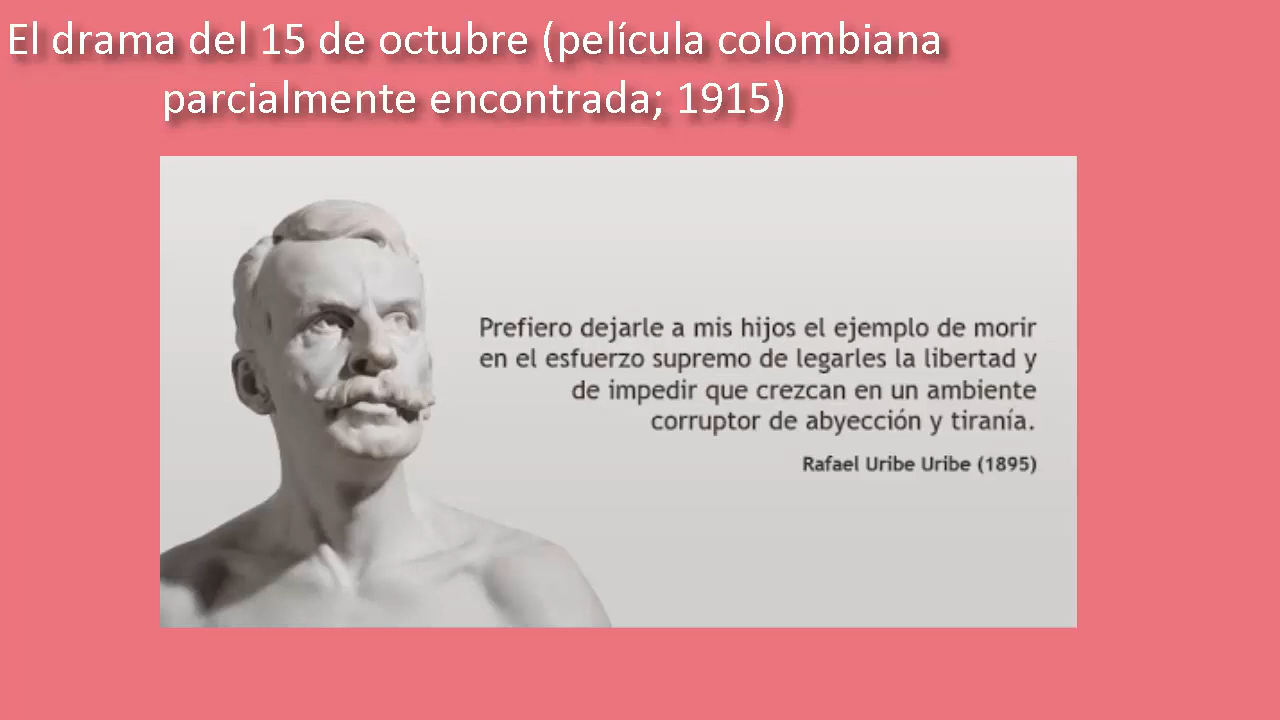 El drama del 15 de octubre (película colombiana
parcialmente encontrada; 1915)
Prefiero dejarle a mis hijos el ejemplo de morir
en el esfuerzo supremo de legarles la libertad y
de impedir que crezcan en un ambiente
corruptor de abyección y tiranía.
Rafael Uribe Uribe (1895)